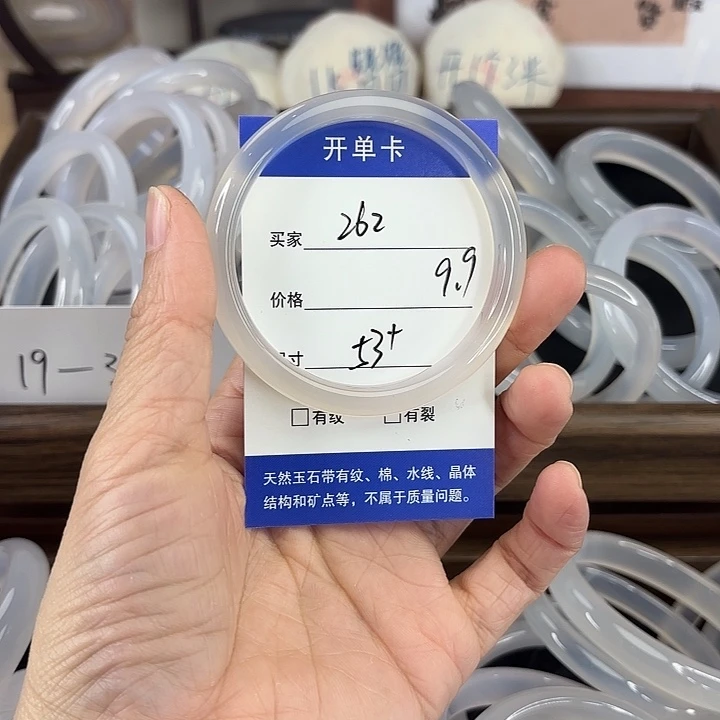 开单卡
买家 262
价格 9.9
寸 53+
□有纹 □有裂
天然玉石带有纹、棉、水线、晶体
结构和矿点等，不属于质量问题。
19-3